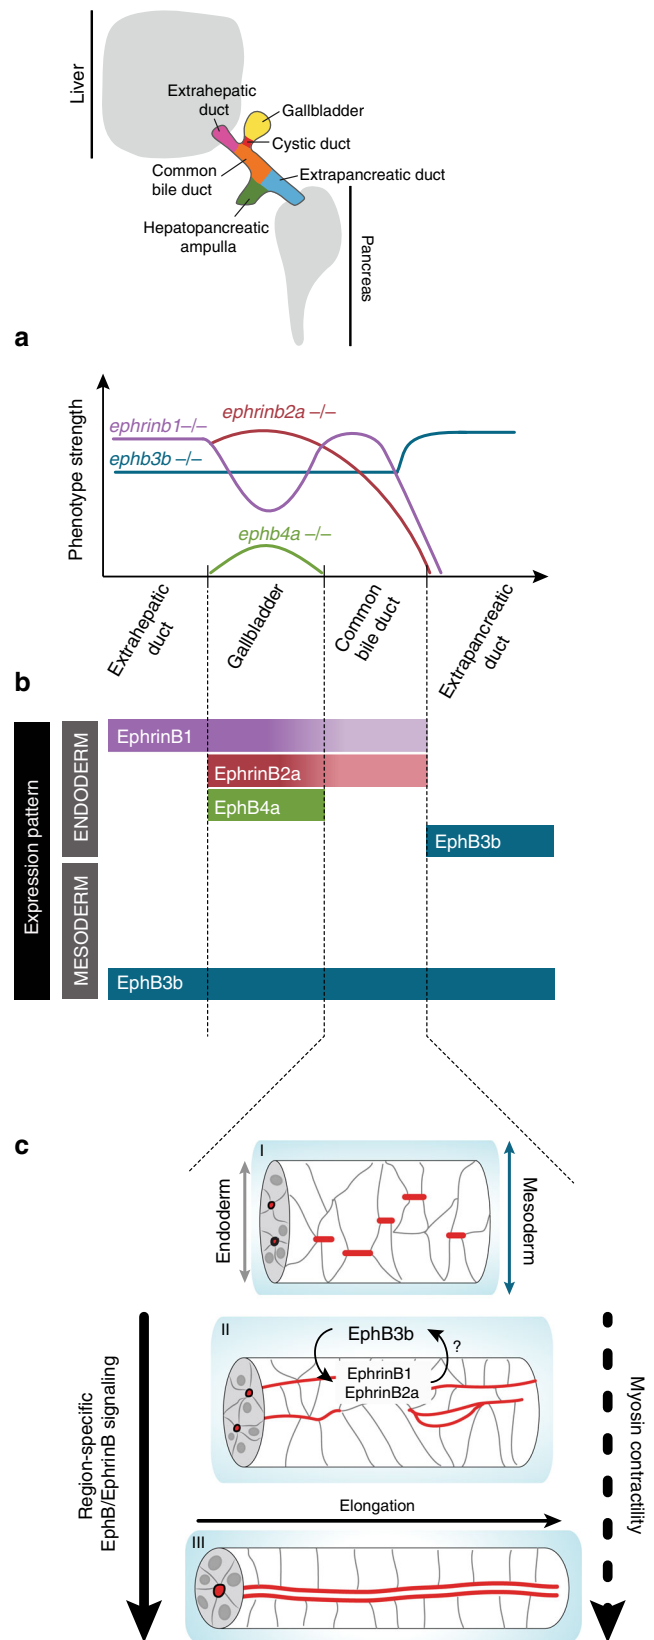 Liver
Extrahepatic
duct
Gallbladder
Cystic duct
Common
bile duct
Extrapancreatic duct
Hepatopancreatic
ampulla
Pancreas
a
Phenotype strength
ephrinb1–/–
ephrinb2a –/–
ephb3b –/–
ephb4a –/–
Extrahepatic
duct
Gallbladder
Common
bile duct
Extrapancreatic
duct
b
Expression pattern
ENDODERM
EphrinB1
EphrinB2a
EphB4a
EphB3b
MESODERM
EphB3b
c
I
Endoderm
Mesoderm
II
EphB3b
?
EphrinB1
EphrinB2a
Region-specific
EphB/EphrinB signaling
Myosin contractility
Elongation
III